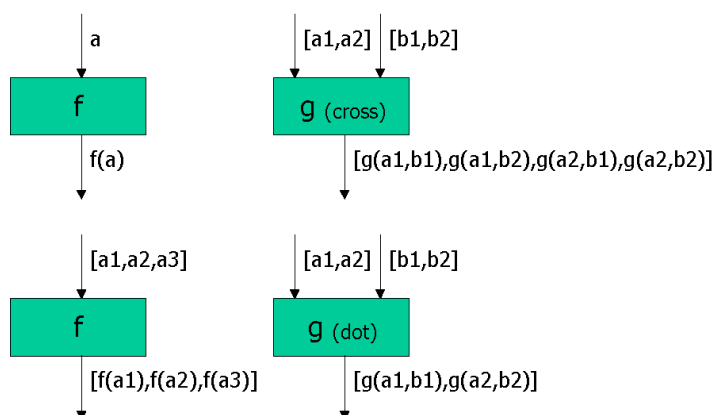 a
[a1,a2]
[b1,b2]
f
g (cross)
f(a)
[g(a1,b1),g(a1,b2),g(a2,b1),g(a2,b2)]
[a1,a2,a3]
[a1,a2]
[b1,b2]
f
g (dot)
[f(a1),f(a2),f(a3)]
[g(a1,b1),g(a2,b2)]